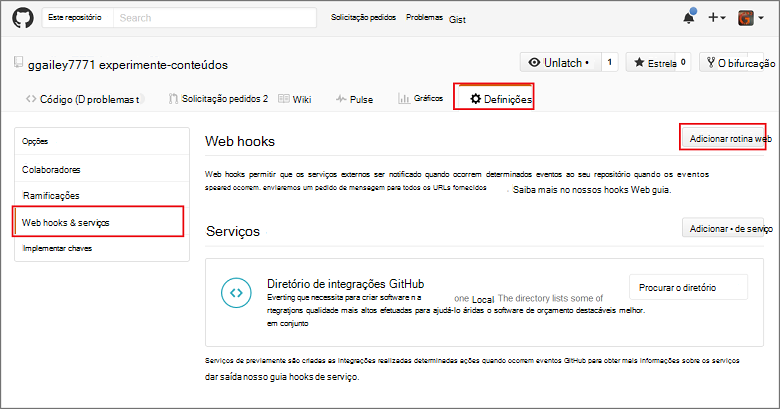 Este repositório Search Solicitação pedidos Problemas Gist
ggailey7771 experimente-conteúdos Unlatch • 1 Estrela 0 O bifurcação
Código (D problemas t) Solicitação pedidos 2 Wiki Pulse Gráficos Definições
Opções
Colaboradores
Ramificações
Web hooks & serviços
Implementar chaves
Web hooks Adicionar rotina web
Web hooks permitir que os serviços externos ser notificado quando ocorrem determinados eventos ao seu repositório quando os eventos
speared ocorrem. enviaremos um pedido de mensagem para todos os URLs fornecidos . Saiba mais no nossos hooks Web guia.
Serviços Adicionar • de serviço
Diretório de integrações GitHub
Everting que necessita para criar software n a one Local The directory lists some of
rtegratjons qualidade mais altos efetuadas para ajudá-lo áridas o software de orçamento destacáveis melhor.
em conjunto
Procurar o diretório
Serviços de previamente são criadas as integrações realizadas determinadas ações quando ocorrem eventos GitHub para obter mais informações sobre os serviços
dar saída nosso guia hooks de serviço.